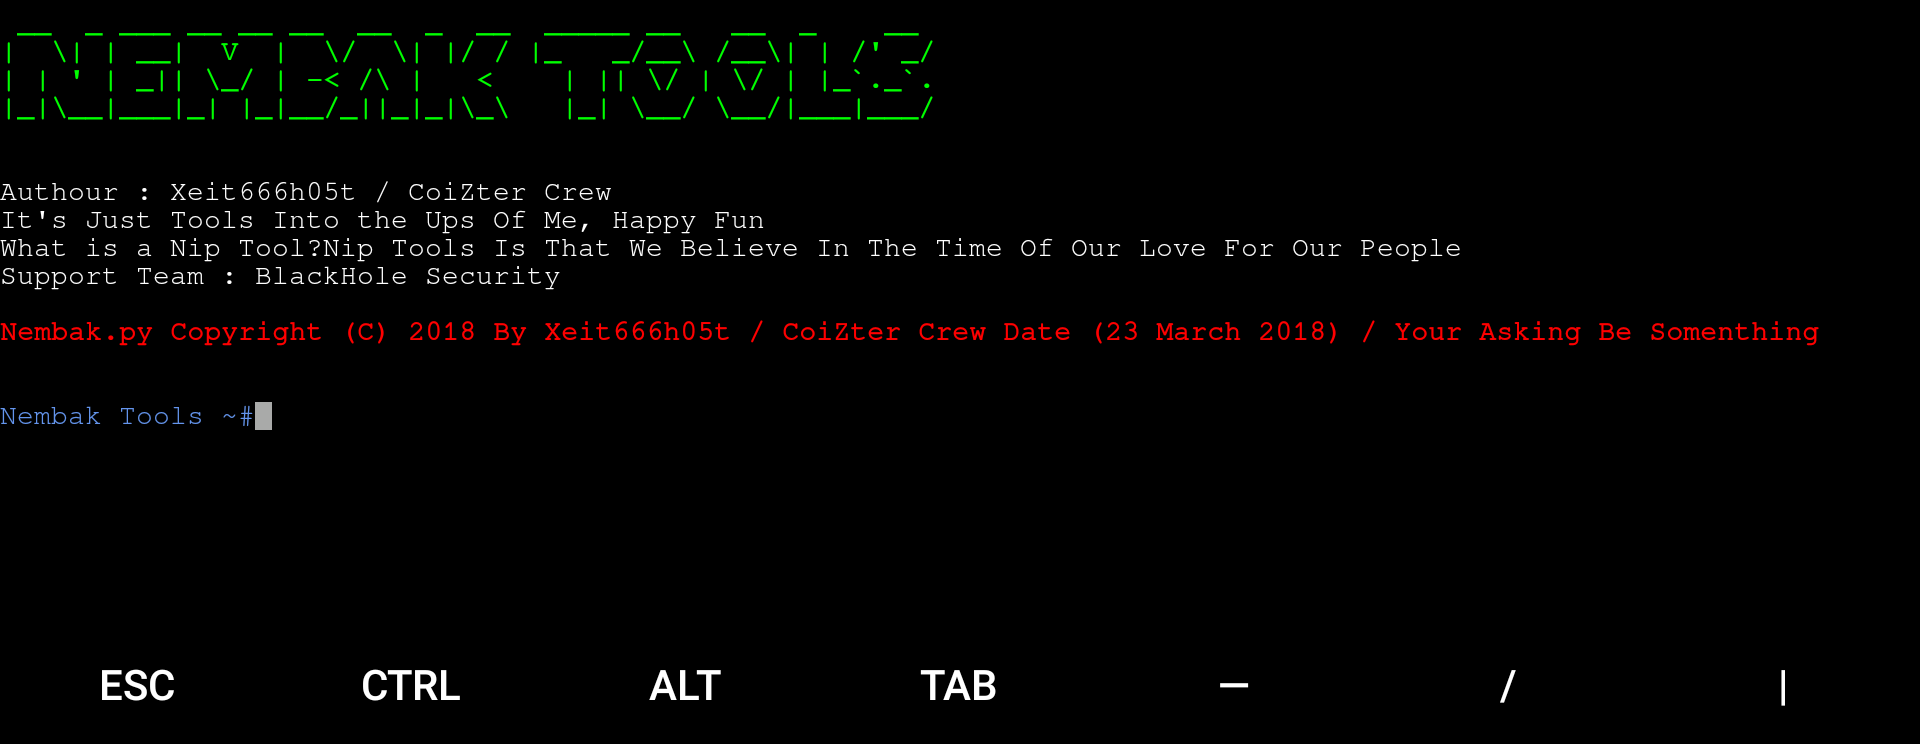 NEMBAK TOOLS
Authour : Xeit666h05t / CoiZter Crew
It's Just Tools Into the Ups Of Me, Happy Fun
What is a Nip Tool?Nip Tools Is That We Believe In The Time Of Our Love For Our People
Support Team : BlackHole Security
Nembak.py Copyright (C) 2018 By Xeit666h05t / CoiZter Crew Date (23 March 2018) / Your Asking Be Somenthing
Nembak Tools ~#
ESC CTRL ALT TAB — / |